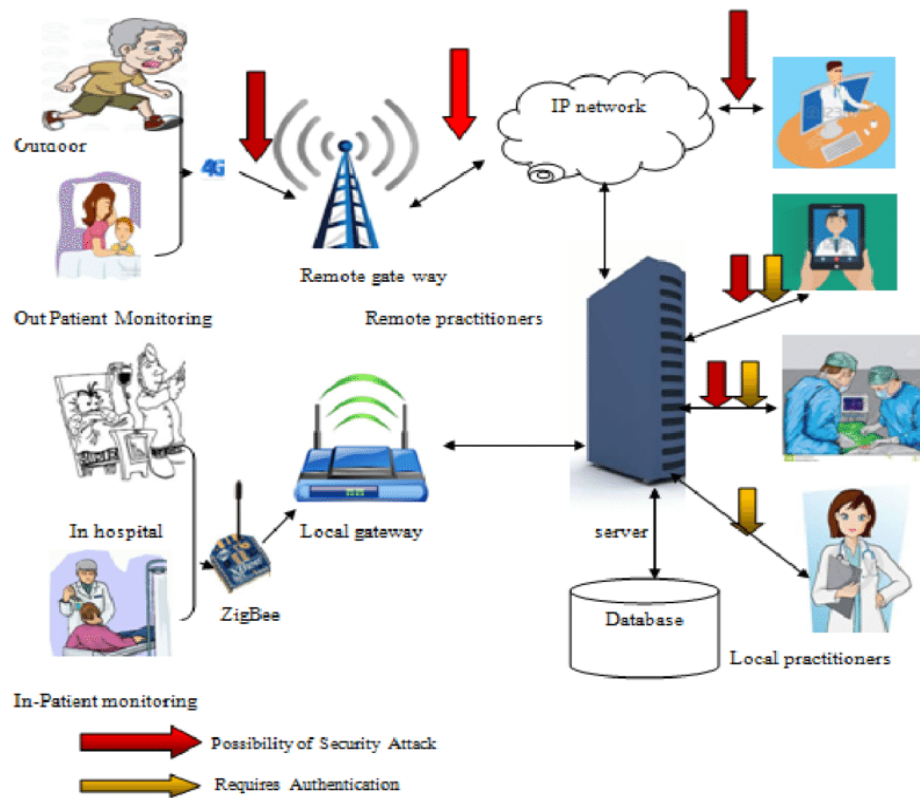 IP network
Outdoor
4G
Remote gate way
Out Patient Monitoring
Remote practitioners
In hospital
Local gateway
server
ZigBee
Database
Local practitioners
In-Patient monitoring
Possibility of Security Attack
Requires Authentication